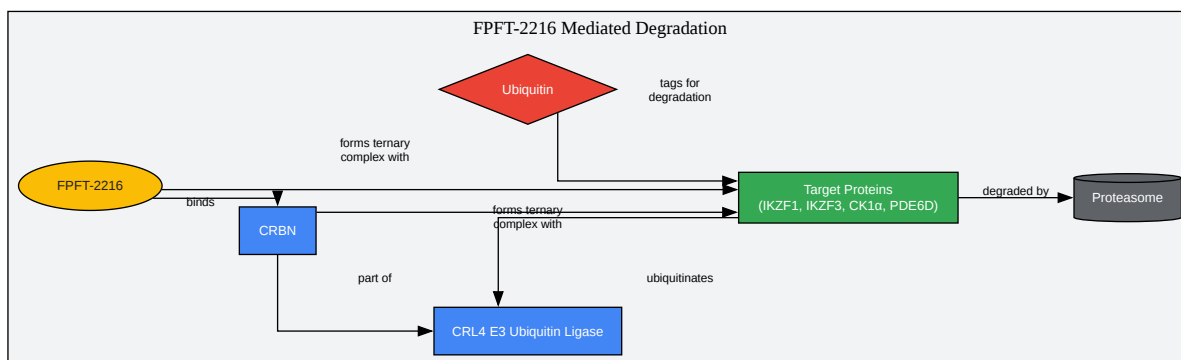 FPFT-2216 Mediated Degradation
Ubiquitin
tags for
degradation
forms ternary
complex with
FPFT-2216
binds
CRBN
forms ternary
complex with
Target Proteins
(IKZF1, IKZF3, CK1α, PDE6D)
degraded by
Proteasome
part of
ubiquitinates
CRL4 E3 Ubiquitin Ligase